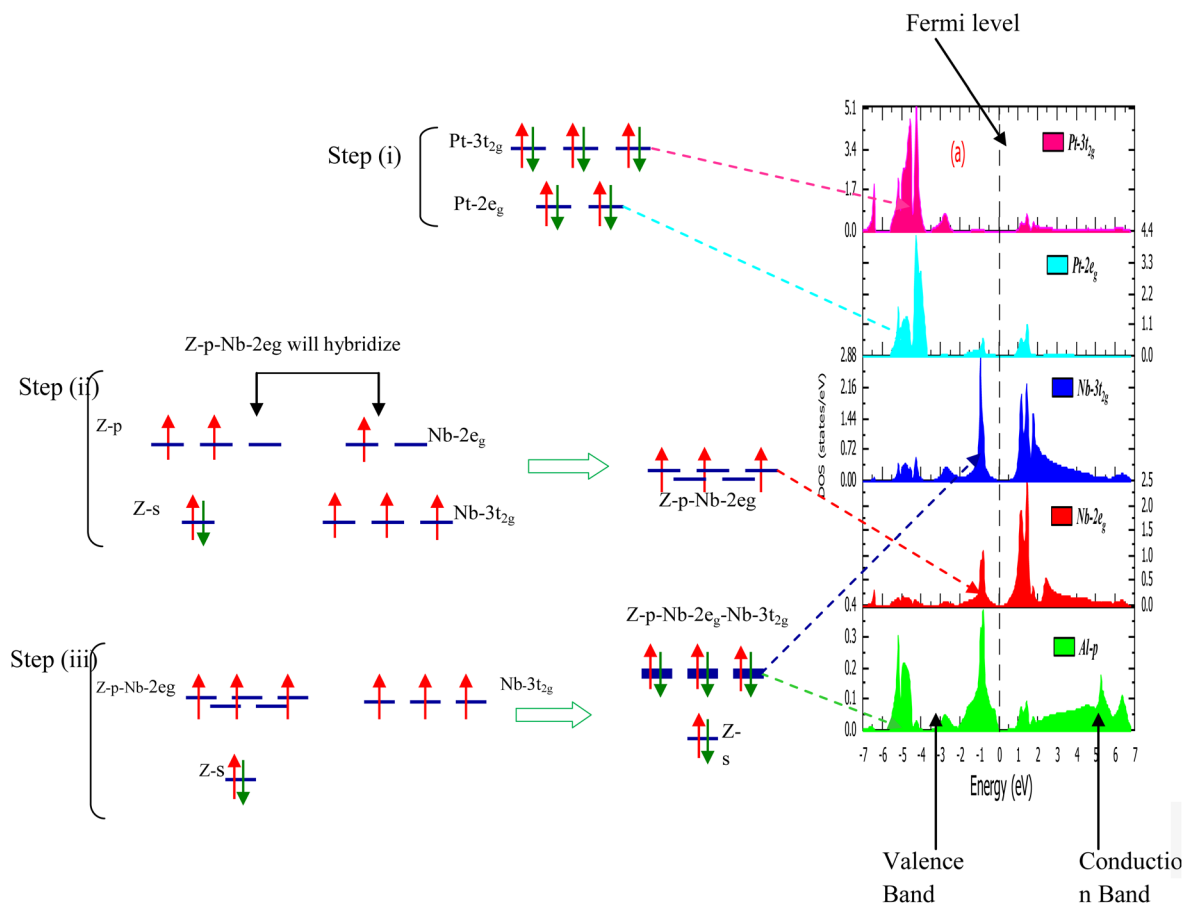 Fermi level
Step (i)
Pt-3t2g
Pt-2eg
Z-p-Nb-2eg will hybridize
Step (ii)
Z-p
Nb-2eg
Z-s
Nb-3t2g
Z-p-Nb-2eg
Step (iii)
Z-p-Nb-2eg
Nb-3t2g
Z-s
Z-p-Nb-2eg-Nb-3t2g
Z-
s
(a)
Pt-3t2g
5.1
3.4
1.7
0.0
Pt-2eg
4.4
3.3
2.2
1.1
0.0
Nb-3t2g
2.88
2.16
1.44
0.72
0.00
Nb-2eg
2.5
2.0
1.5
1.0
0.5
0.0
Al-p
0.4
0.3
0.2
0.1
0.0
DOS (states/eV)
-7 -6 -5 -4 -3 -2 -1 0 1 2 3 4 5 6 7
Energy (eV)
Valence
Band
Conductio
n Band